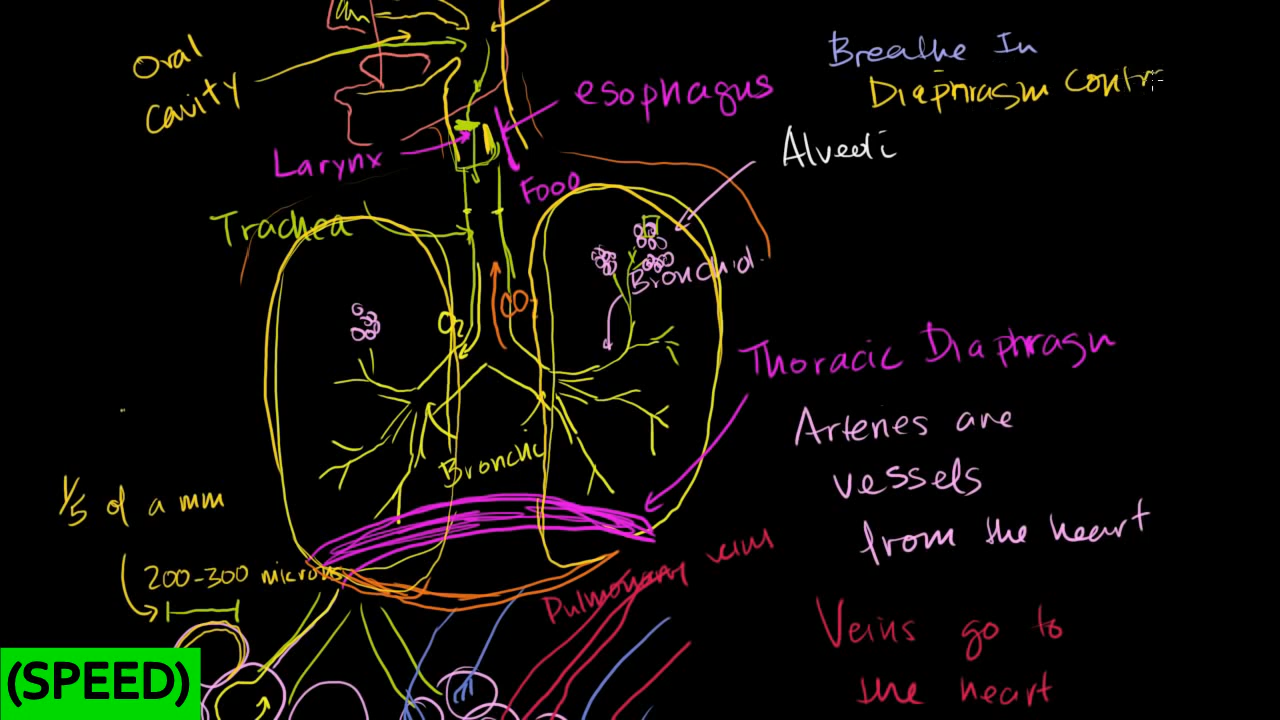 Oral
cavity
Larynx
Trachea
esophagus
Food
Breathe In
Diaphragm contr
Alveoli
Bronchiol
O2
CO
Bronchi
Thoracic Diaphragm
Arteries are
vessels
from the heart
1/5 of a mm
200-300 microns
Pulmonary vein
Veins go to
the heart
(SPEED)